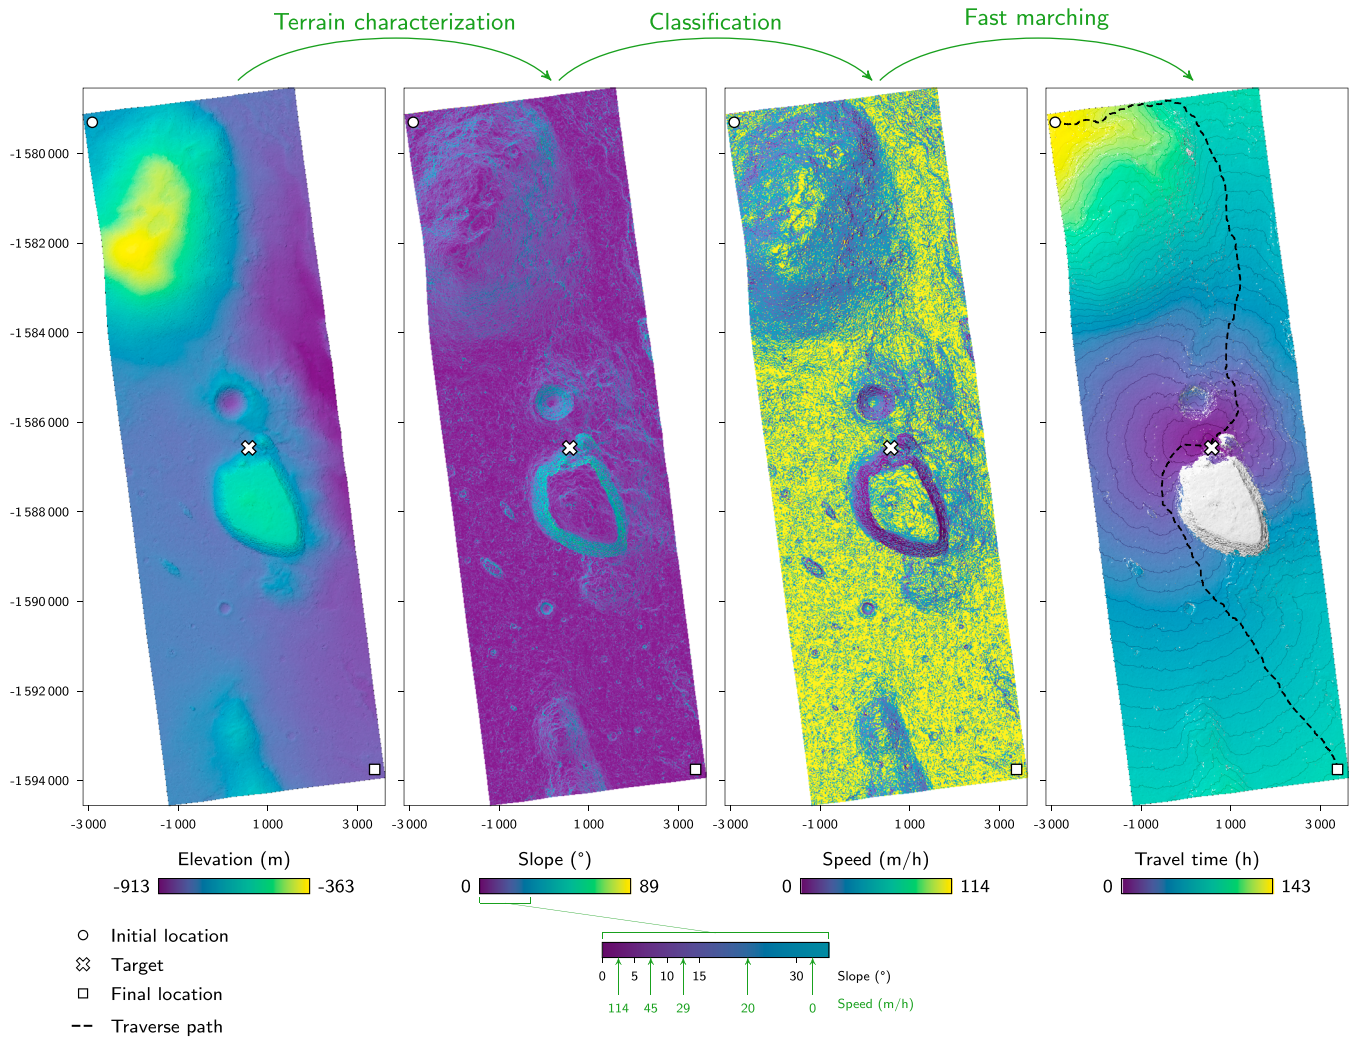 Terrain characterization
Classification
Fast marching
-1 580 000
-1 582 000
-1 584 000
-1 586 000
-1 588 000
-1 590 000
-1 592 000
-1 594 000
-3 000 -1 000 1 000 3 000
-3 000 -1 000 1 000 3 000
-3 000 -1 000 1 000 3 000
-3 000 -1 000 1 000 3 000
Elevation (m)
-913 -363
Slope (°)
0 89
Speed (m/h)
0 114
Travel time (h)
0 143
Initial location
Target
Final location
Traverse path
0 5 10 15 30 Slope (°)
114 45 29 20 0 Speed (m/h)